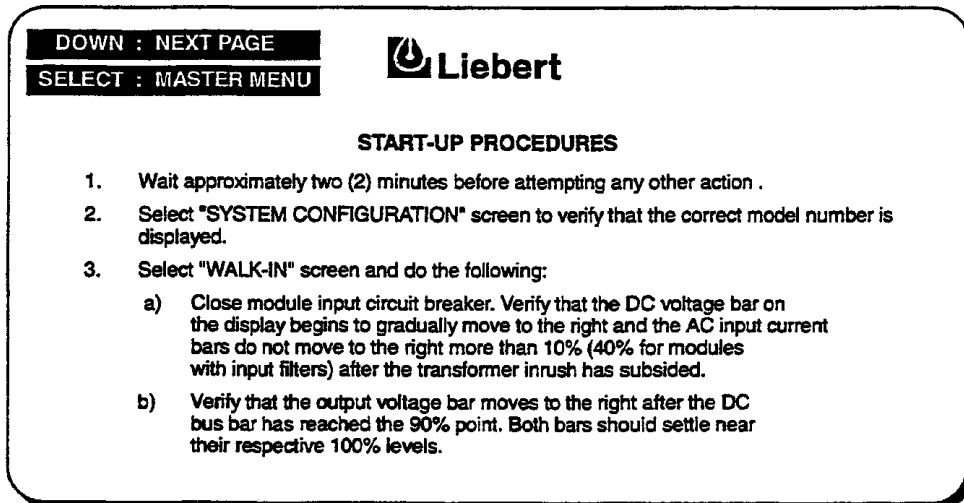 DOWN : NEXT PAGE
SELECT : MASTER MENU
Liebert
START-UP PROCEDURES
1. Wait approximately two (2) minutes before attempting any other action .
2. Select "SYSTEM CONFIGURATION" screen to verify that the correct model number is
displayed.
3. Select "WALK-IN" screen and do the following:
a) Close module input circuit breaker. Verify that the DC voltage bar on
the display begins to gradually move to the right and the AC input current
bars do not move to the right more than 10% (40% for modules
with input filters) after the transformer inrush has subsided.
b) Verify that the output voltage bar moves to the right after the DC
bus bar has reached the 90% point. Both bars should settle near
their respective 100% levels.